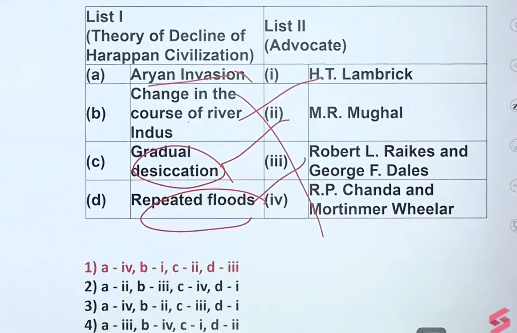 List I
(Theory of Decline of
Harappan Civilization)
List II
(Advocate)
(a) Aryan Invasion (i) H.T. Lambrick
(b) Change in the
course of river
Indus
(ii) M.R. Mughal
(c) Gradual
desiccation
(iii) Robert L. Raikes and
George F. Dales
(d) Repeated floods (iv) R.P. Chanda and
Mortinmer Wheelar
1) a - iv, b - i, c - ii, d - iii
2) a - ii, b - iii, c - iv, d - i
3) a - iv, b - ii, c - iii, d - i
4) a - iii, b - iv, c - i, d - ii